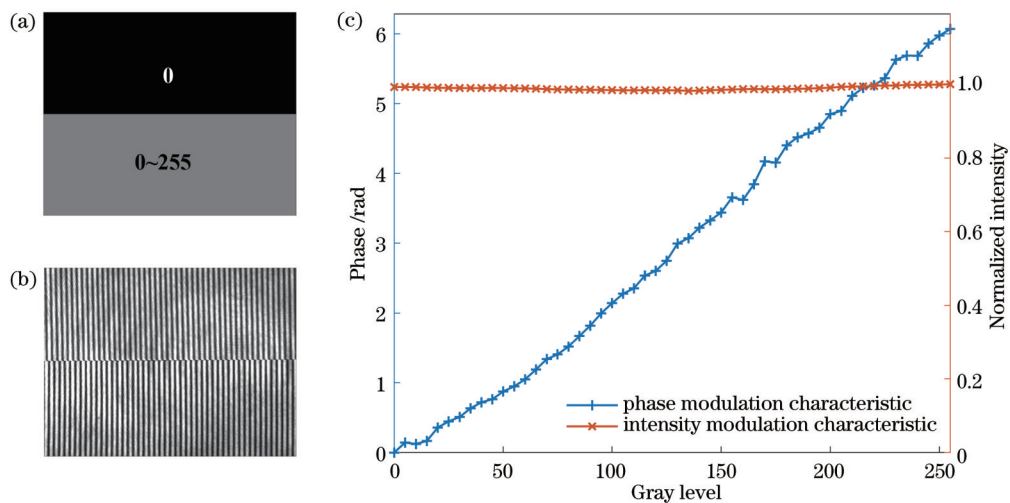 (a)
0
0~255
(b)
(c)
6
5
4
3
2
1
0
Phase /rad
1.0
0.8
0.6
0.4
0.2
0
Normalized intensity
phase modulation characteristic
intensity modulation characteristic
0
50
100
150
200
250
Gray level